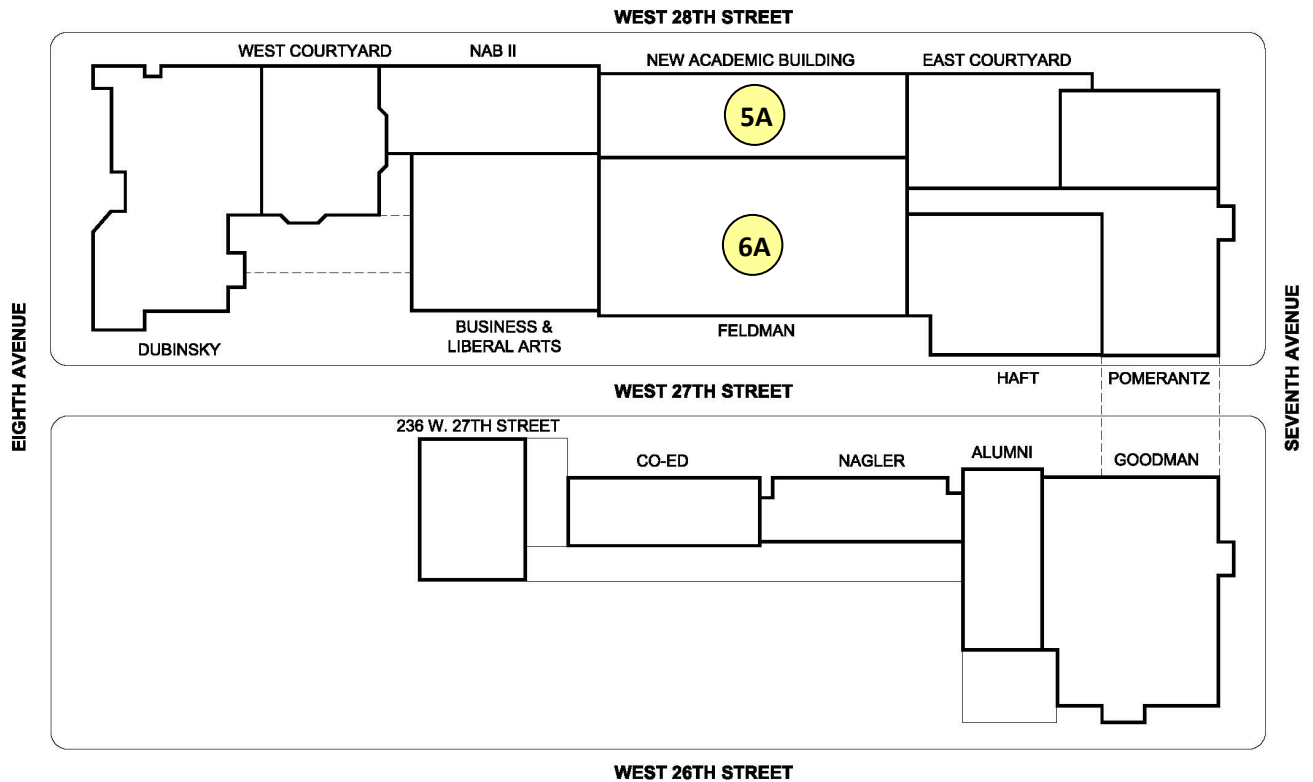 WEST 28TH STREET
WEST COURTYARD
NAB II
NEW ACADEMIC BUILDING
EAST COURTYARD
5A
6A
EIGHTH AVENUE
SEVENTH AVENUE
DUBINSKY
BUSINESS &
LIBERAL ARTS
FELDMAN
HAFT
POMERANTZ
WEST 27TH STREET
236 W. 27TH STREET
CO-ED
NAGLER
ALUMNI
GOODMAN
WEST 26TH STREET